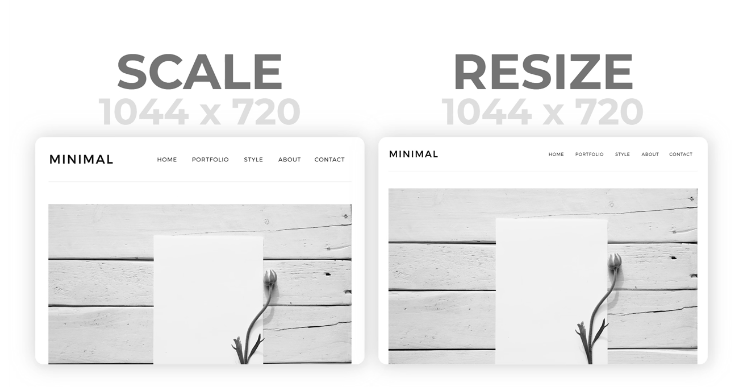 SCALE
1044 x 720
MINIMAL
HOME PORTFOLIO STYLE ABOUT CONTACT
RESIZE
1044 x 720
MINIMAL
HOME PORTFOLIO STYLE ABOUT CONTACT